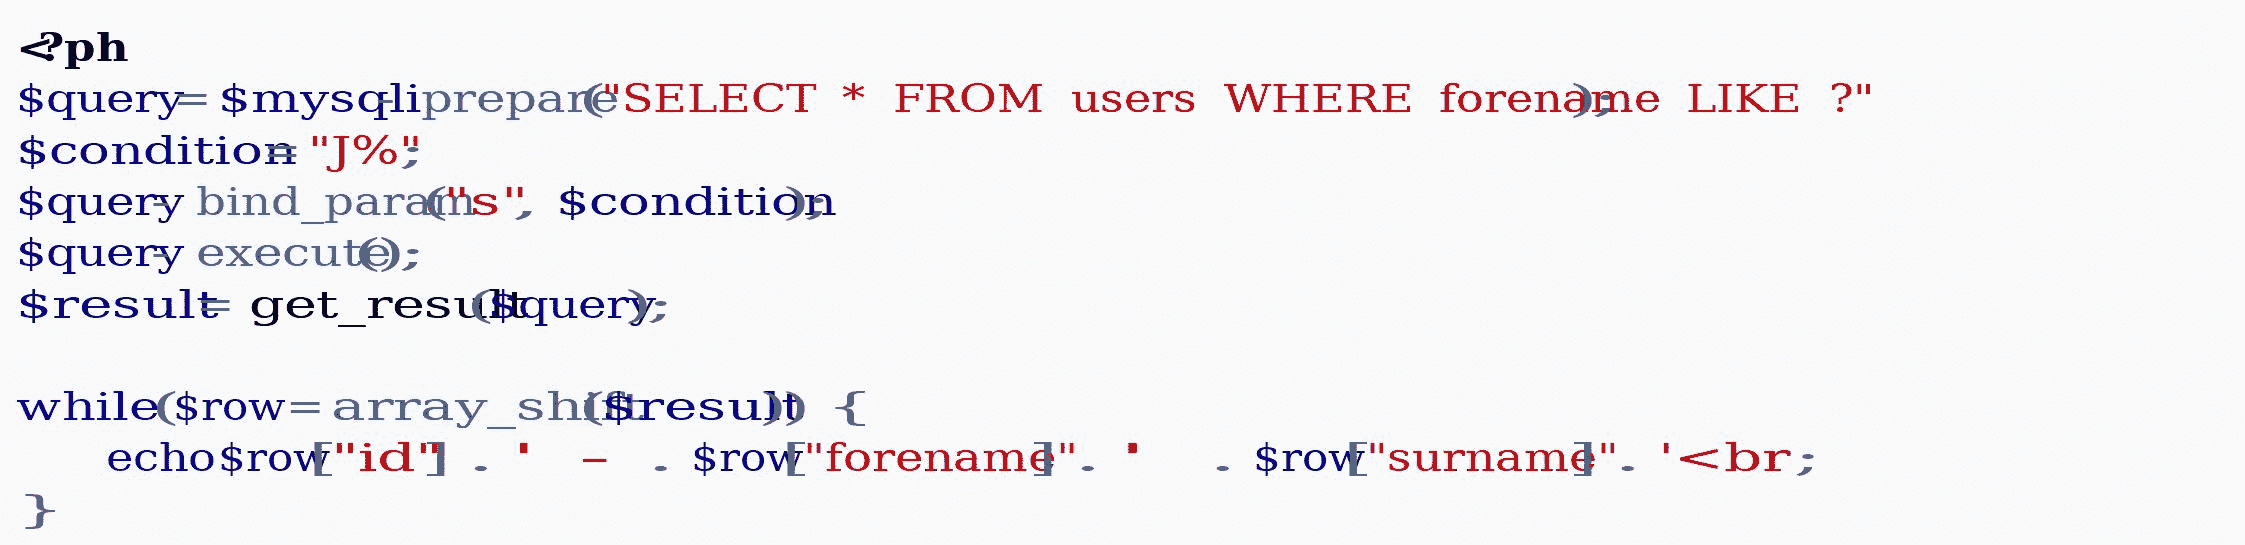 <?ph
$query= $mysqli-prepare("SELECT * FROM users WHERE forename LIKE ?");
$condition= "J%";
$query- bind_param("s", $condition);
$query- execute();
$result= get_result($query);
while($row=array_shift($result)) {
echo$row["id"] . ' - . $row["forename"]. ' . $row["surname"]. '<br;
}